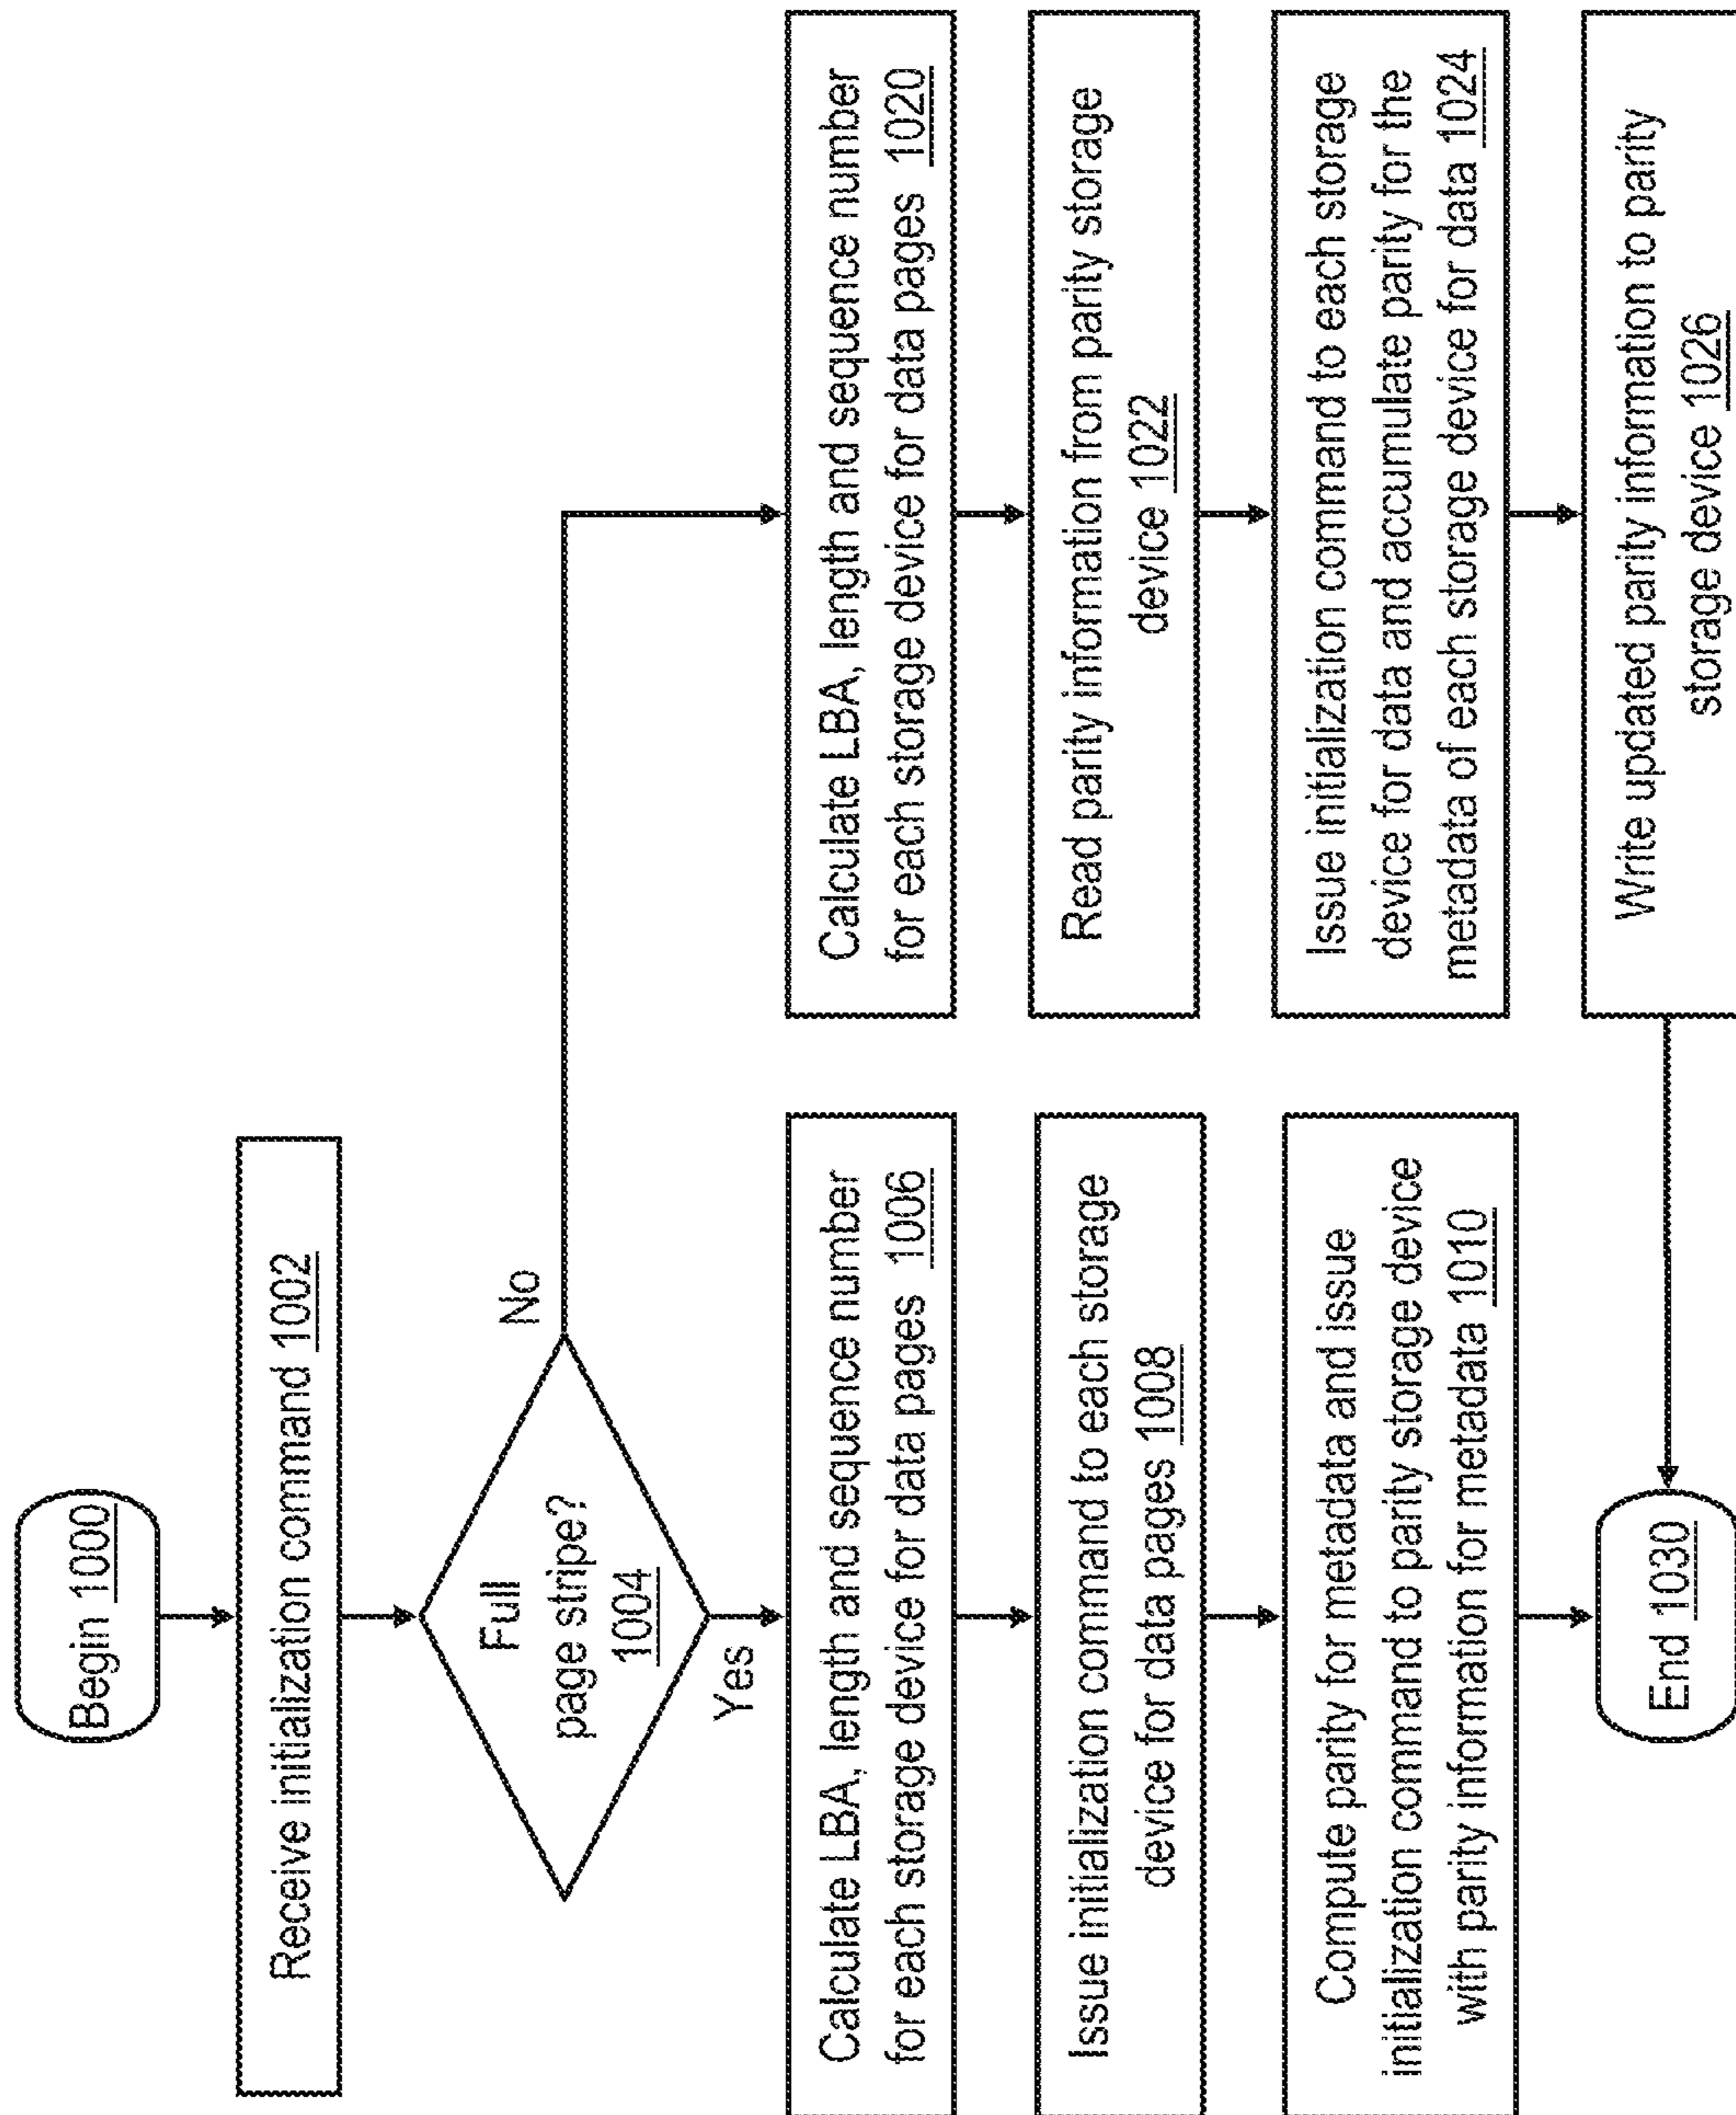 Begin 1000
Receive initialization command 1002
Full
page stripe?
1004
No
Yes
Calculate LBA, length and sequence number
for each storage device for data pages 1006
Issue initialization command to each storage
device for data pages 1008
Compute parity for metadata and issue
initialization command to parity storage device
with parity information for metadata 1010
End 1030
Calculate LBA, length and sequence number
for each storage device for data pages 1020
Read parity information from parity storage
device 1022
Issue initialization command to each storage
device for data and accumulate parity for the
metadata of each storage device for data 1024
Write updated parity information to parity
storage device 1026